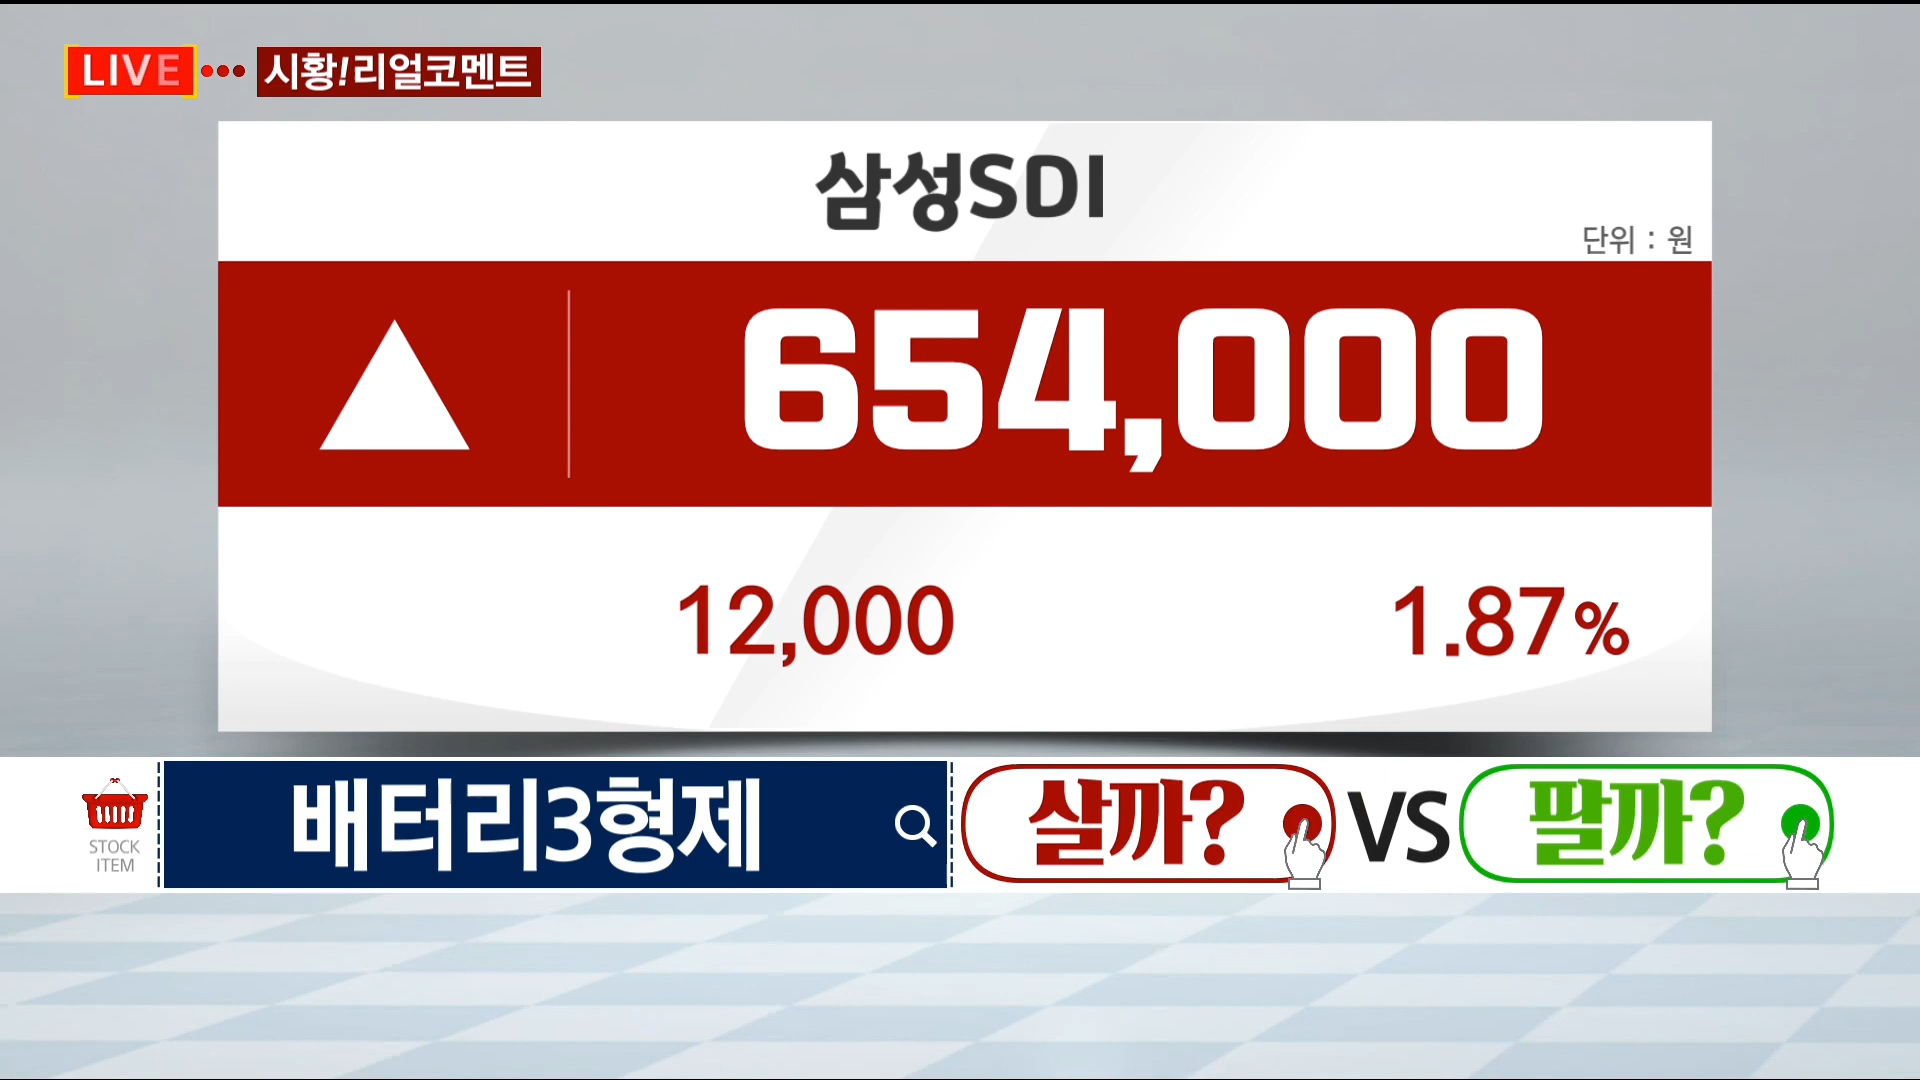 LIVE 시황!리얼코멘트
삼성SDI
단위 : 원
654,000
12,000 1.87%
STOCK
ITEM
배터리3형제 살까? VS 팔까?